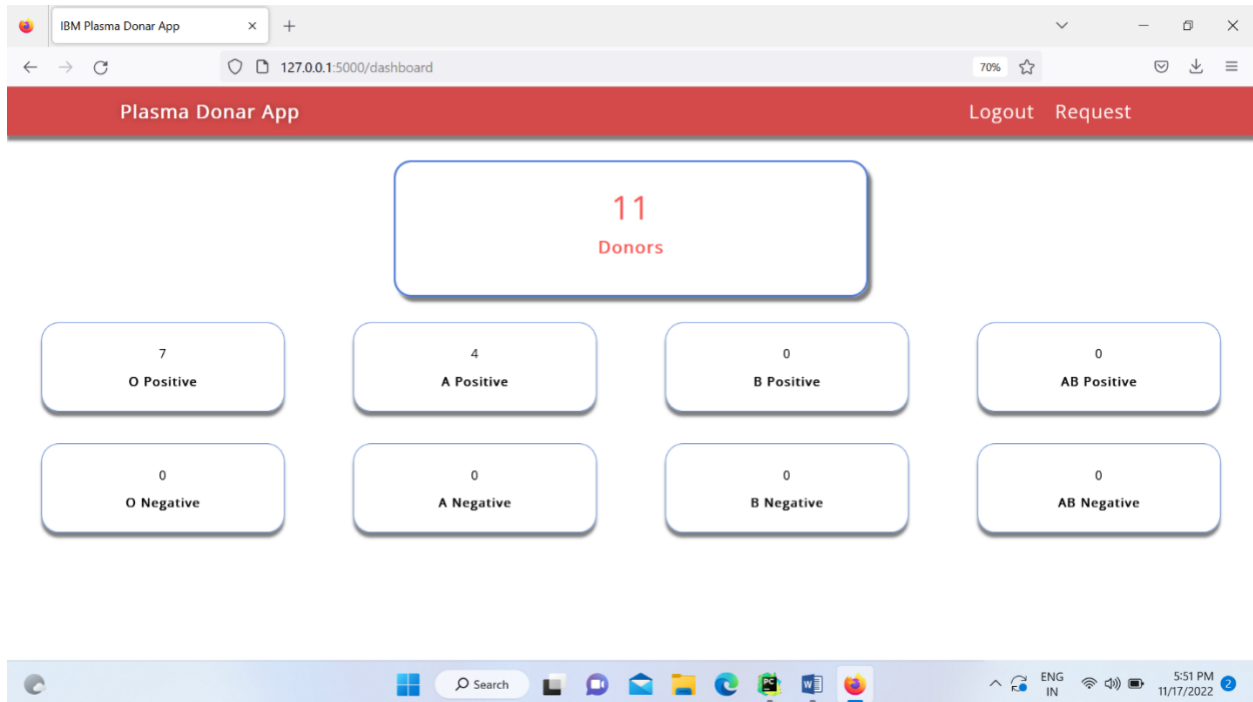 IBM Plasma Donar App
127.0.0.1:5000/dashboard
70%
Plasma Donar App
Logout Request
11
Donors
7 4 0 0
O Positive A Positive B Positive AB Positive
0 0 0 0
O Negative A Negative B Negative AB Negative
Search
PC
W
ENG
IN
5:51 PM
11/17/2022
2